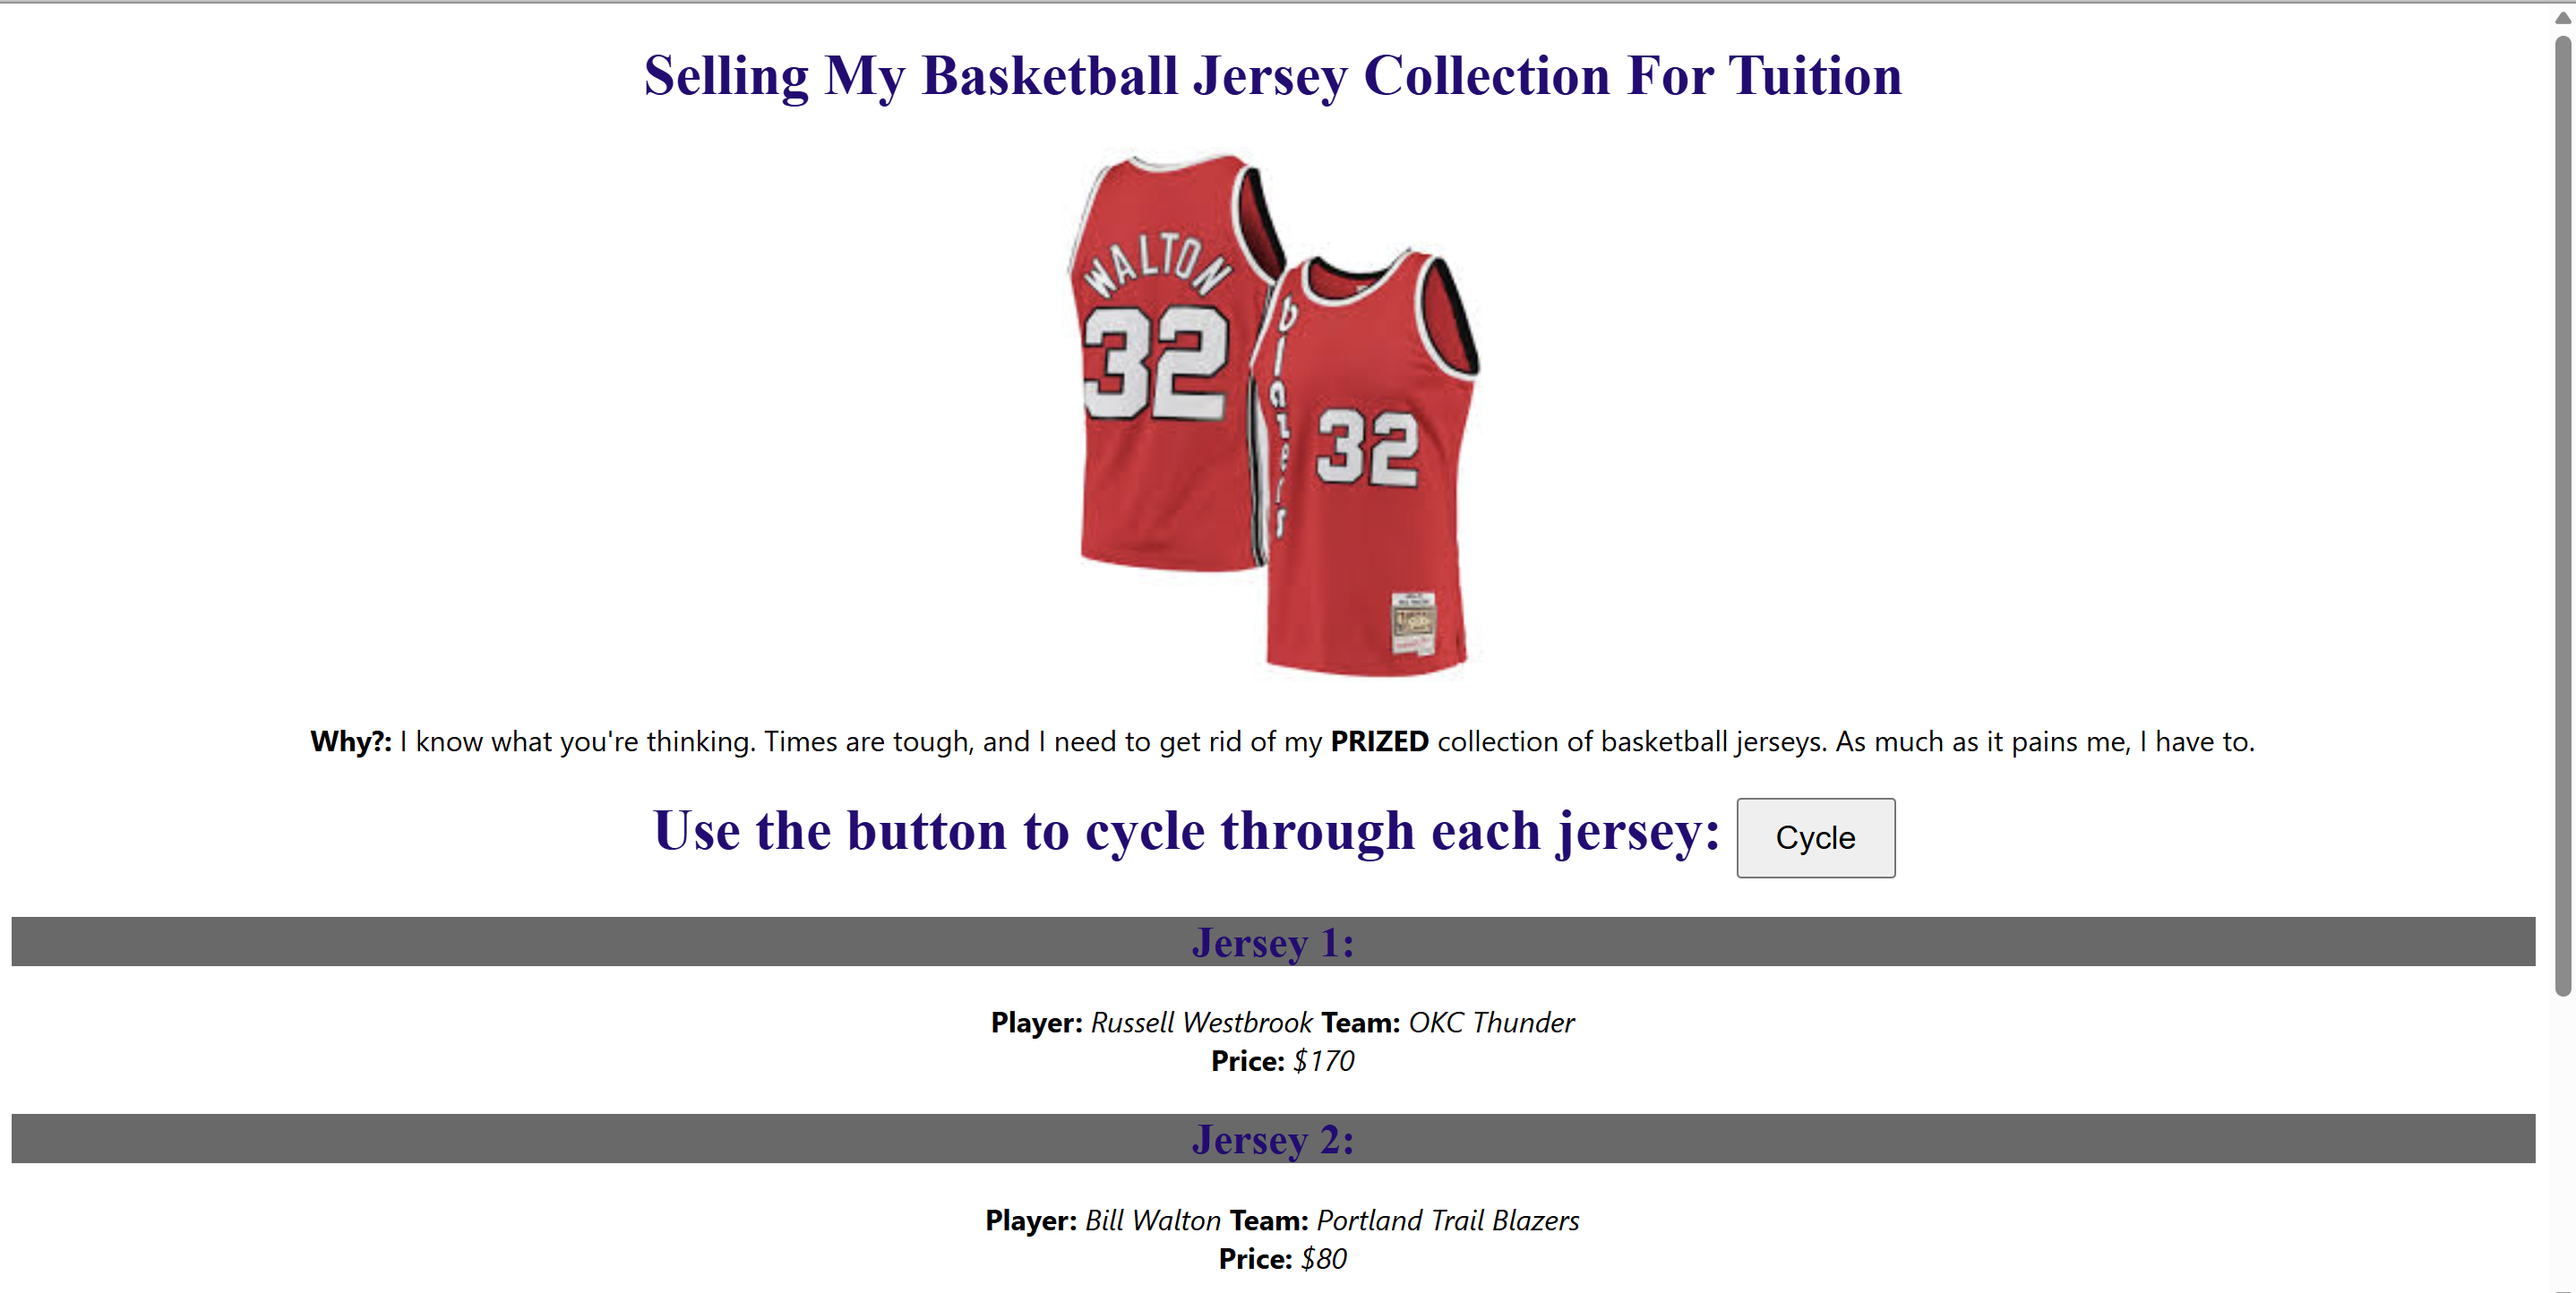 Selling My Basketball Jersey Collection For Tuition
WALTON
32
blazers
32
Why?: I know what you're thinking. Times are tough, and I need to get rid of my PRIZED collection of basketball jerseys. As much as it pains me, I have to.
Use the button to cycle through each jersey: Cycle
Jersey 1:
Player: Russell Westbrook Team: OKC Thunder
Price: $170
Jersey 2:
Player: Bill Walton Team: Portland Trail Blazers
Price: $80